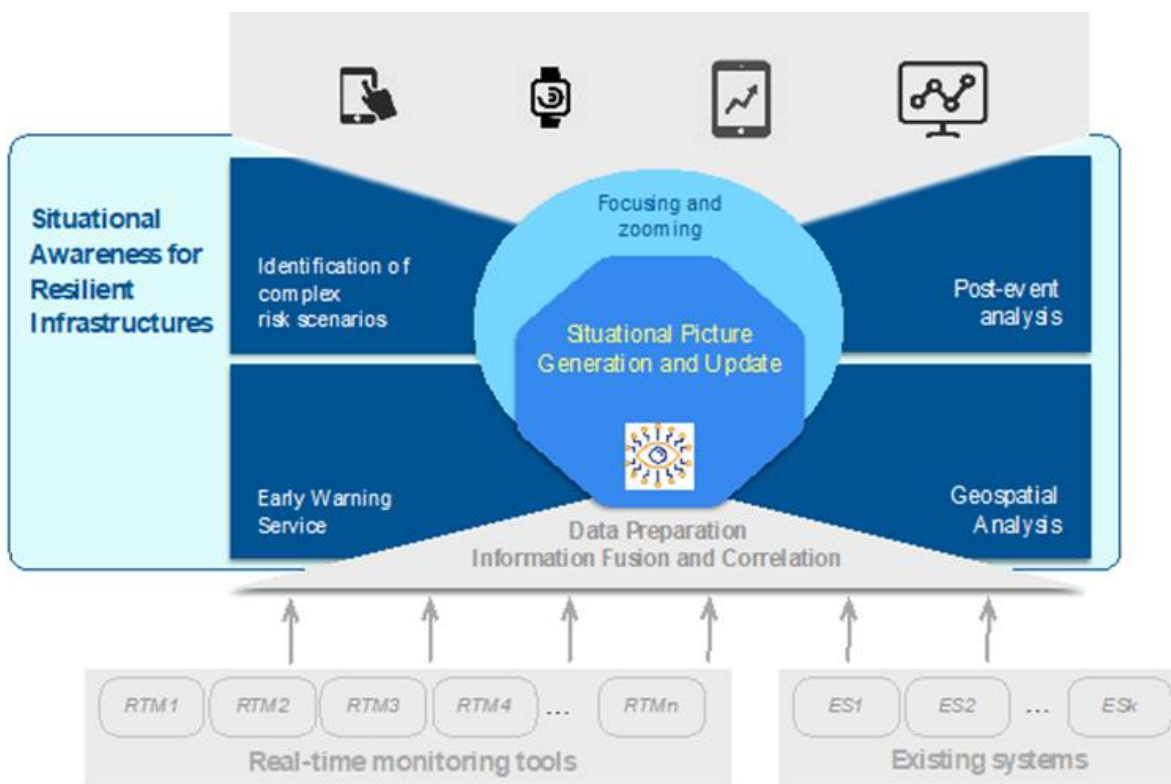 Situational
Awareness for
Resilient
Infrastructures
Focusing and
zooming
Identification of
complex
risk scenarios
Post-event
analysis
Situational Picture
Generation and Update
Early Warning
Service
Geospatial
Analysis
Data Preparation
Information Fusion and Correlation
RTM1 RTM2 RTM3 RTM4 ... RTMn
ES1 ES2 ... ESk
Real-time monitoring tools
Existing systems